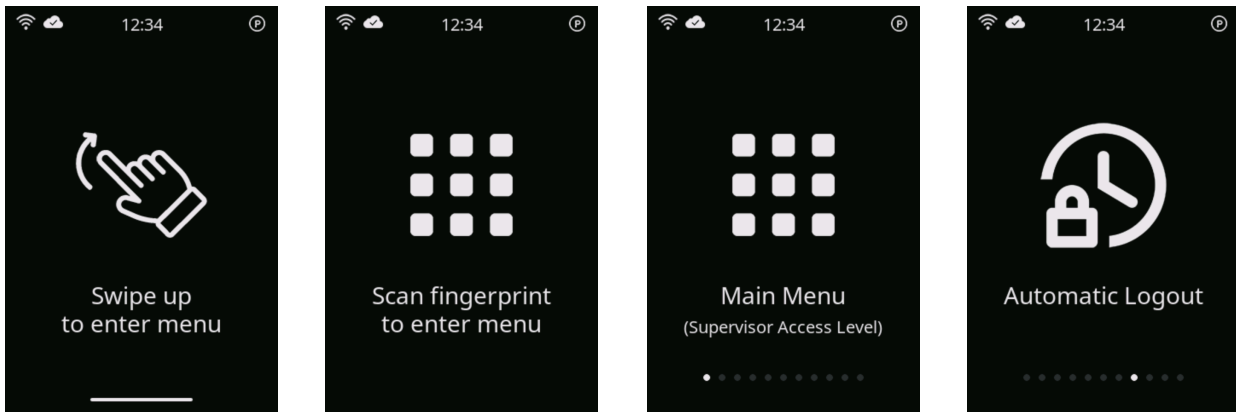 12:34
P
Swipe up
to enter menu
12:34
P
Scan fingerprint
to enter menu
12:34
P
Main Menu
(Supervisor Access Level)
12:34
P
Automatic Logout